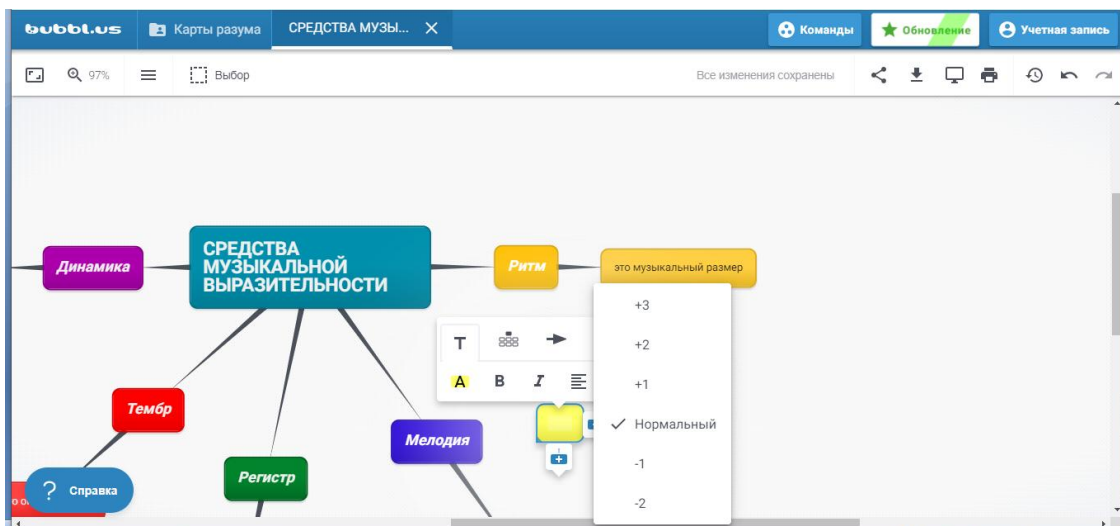 bubbl.us
Карты разума
СРЕДСТВА МУЗЫ...
Команды
Обновление
Учетная запись
97%
Выбор
Все изменения сохранены
Динамика
СРЕДСТВА
МУЗЫКАЛЬНОЙ
ВЫРАЗИТЕЛЬНОСТИ
Ритм
это музыкальный размер
+3
+2
+1
Нормальный
-1
-2
T
A B I
Тембр
Мелодия
Регистр
? Справка